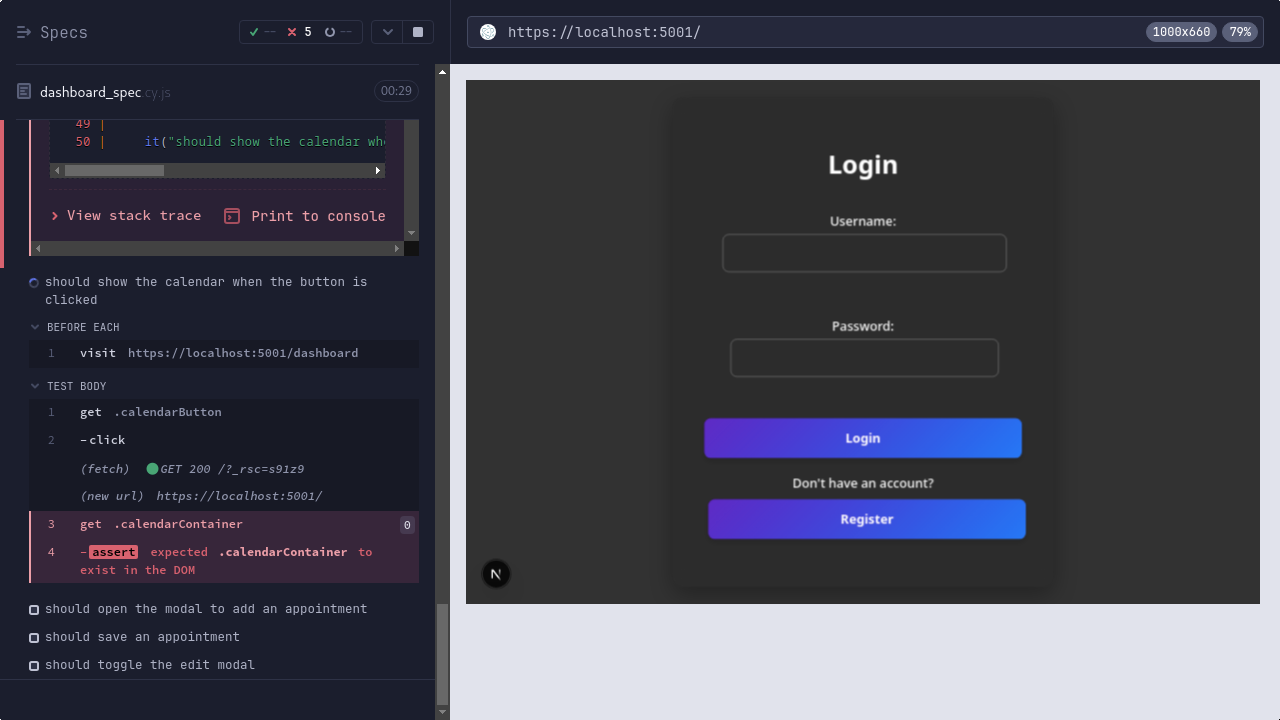 Specs
-- 5 --
https://localhost:5001/
1000x660
79%
dashboard_spec.cy.js
00:29
49 |
50 | it("should show the calendar whe
View stack trace
Print to console
should show the calendar when the button is
clicked
BEFORE EACH
1 visit https://localhost:5001/dashboard
TEST BODY
1 get .calendarButton
2 -click
(fetch) GET 200 /?_rsc=s91z9
(new url) https://localhost:5001/
3 get .calendarContainer 0
4 -assert expected .calendarContainer to
exist in the DOM
should open the modal to add an appointment
should save an appointment
should toggle the edit modal
Login
Username:
Password:
Login
Don't have an account?
Register
N